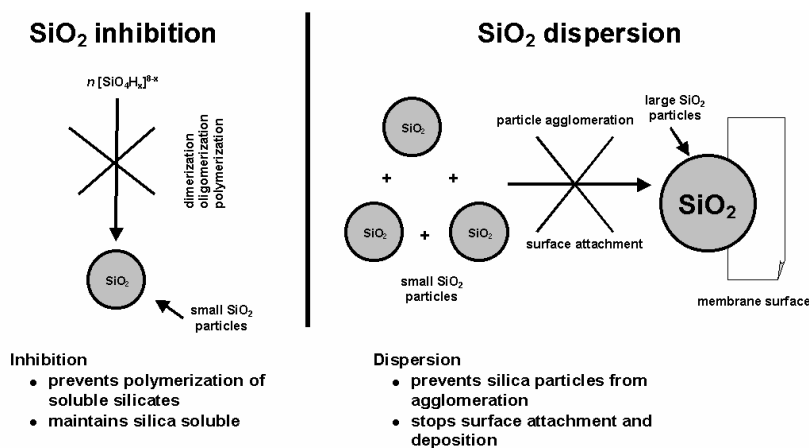 SiO₂ inhibition
n [SiO₄Hₓ]⁸⁻ˣ
dimerization
oligomerization
polymerization
SiO₂
small SiO₂
particles
Inhibition
• prevents polymerization of
soluble silicates
• maintains silica soluble
SiO₂ dispersion
SiO₂
+ +
SiO₂ + SiO₂
small SiO₂
particles
particle agglomeration
surface attachment
large SiO₂
particles
SiO₂
membrane surface
Dispersion
• prevents silica particles from
agglomeration
• stops surface attachment and
deposition